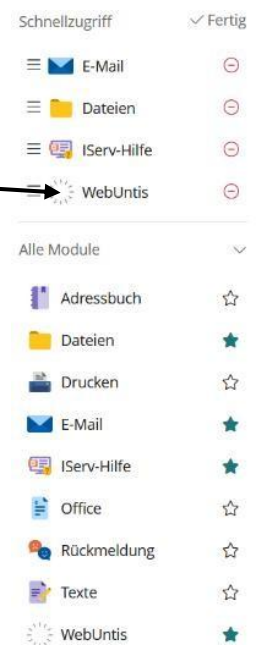 Schnellzugriff Fertig
E-Mail
Dateien
IServ-Hilfe
WebUntis
Alle Module
Adressbuch
Dateien
Drucken
E-Mail
IServ-Hilfe
Office
Rückmeldung
Texte
WebUntis